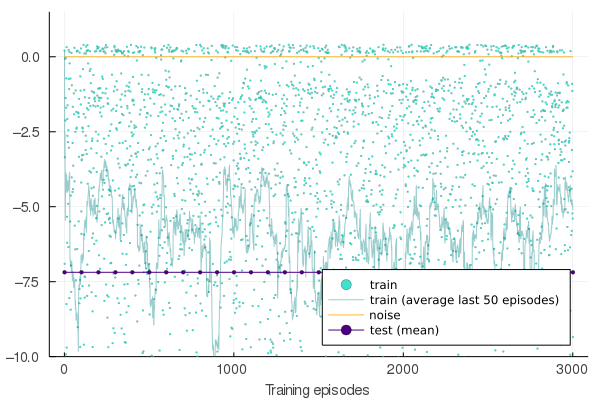 0.0
−2.5
−5.0
−7.5
−10.0
train
train (average last 50 episodes)
noise
test (mean)
0 1000 2000 3000
Training episodes